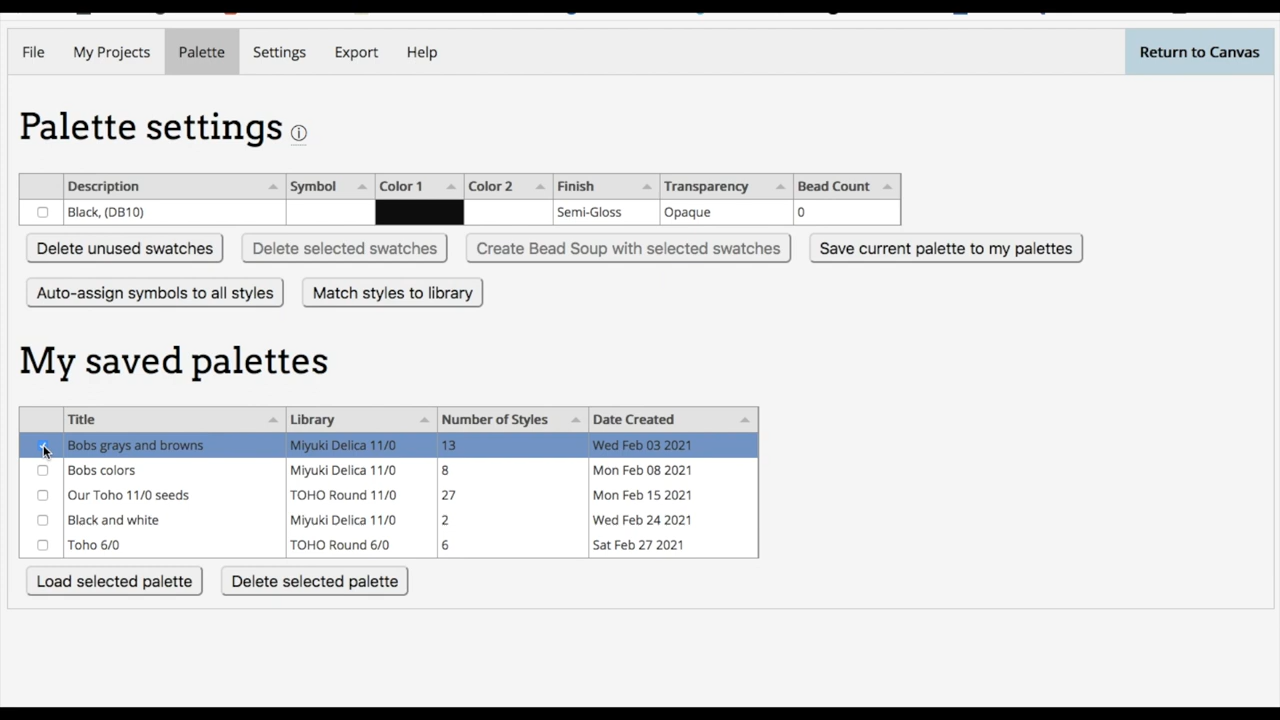 File My Projects Palette Settings Export Help Return to Canvas
Palette settings ⓘ
Description Symbol Color 1 Color 2 Finish Transparency Bead Count
Black, (DB10) Semi-Gloss Opaque 0
Delete unused swatches Delete selected swatches Create Bead Soup with selected swatches Save current palette to my palettes
Auto-assign symbols to all styles Match styles to library
My saved palettes
Title Library Number of Styles Date Created
Bobs grays and browns Miyuki Delica 11/0 13 Wed Feb 03 2021
Bobs colors Miyuki Delica 11/0 8 Mon Feb 08 2021
Our Toho 11/0 seeds TOHO Round 11/0 27 Mon Feb 15 2021
Black and white Miyuki Delica 11/0 2 Wed Feb 24 2021
Toho 6/0 TOHO Round 6/0 6 Sat Feb 27 2021
Load selected palette Delete selected palette